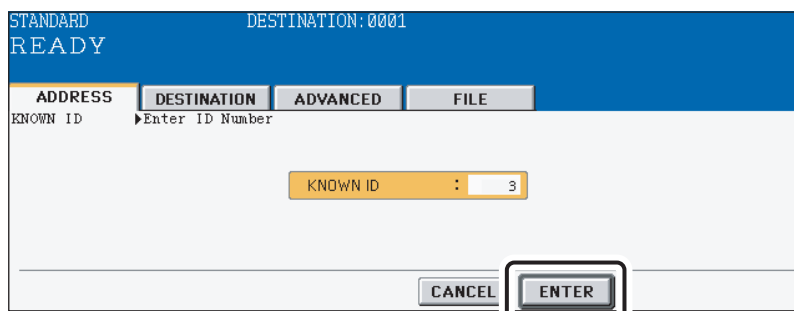 STANDARD DESTINATION:0001
READY
ADDRESS DESTINATION ADVANCED FILE
KNOWN ID ▶Enter ID Number
KNOWN ID : 3
CANCEL ENTER